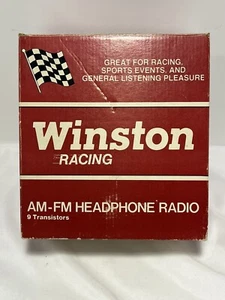 GREAT FOR RACING,
SPORTS EVENTS, AND
GENERAL LISTENING PLEASURE
Winston
RACING
AM-FM HEADPHONE RADIO
9 Transistors